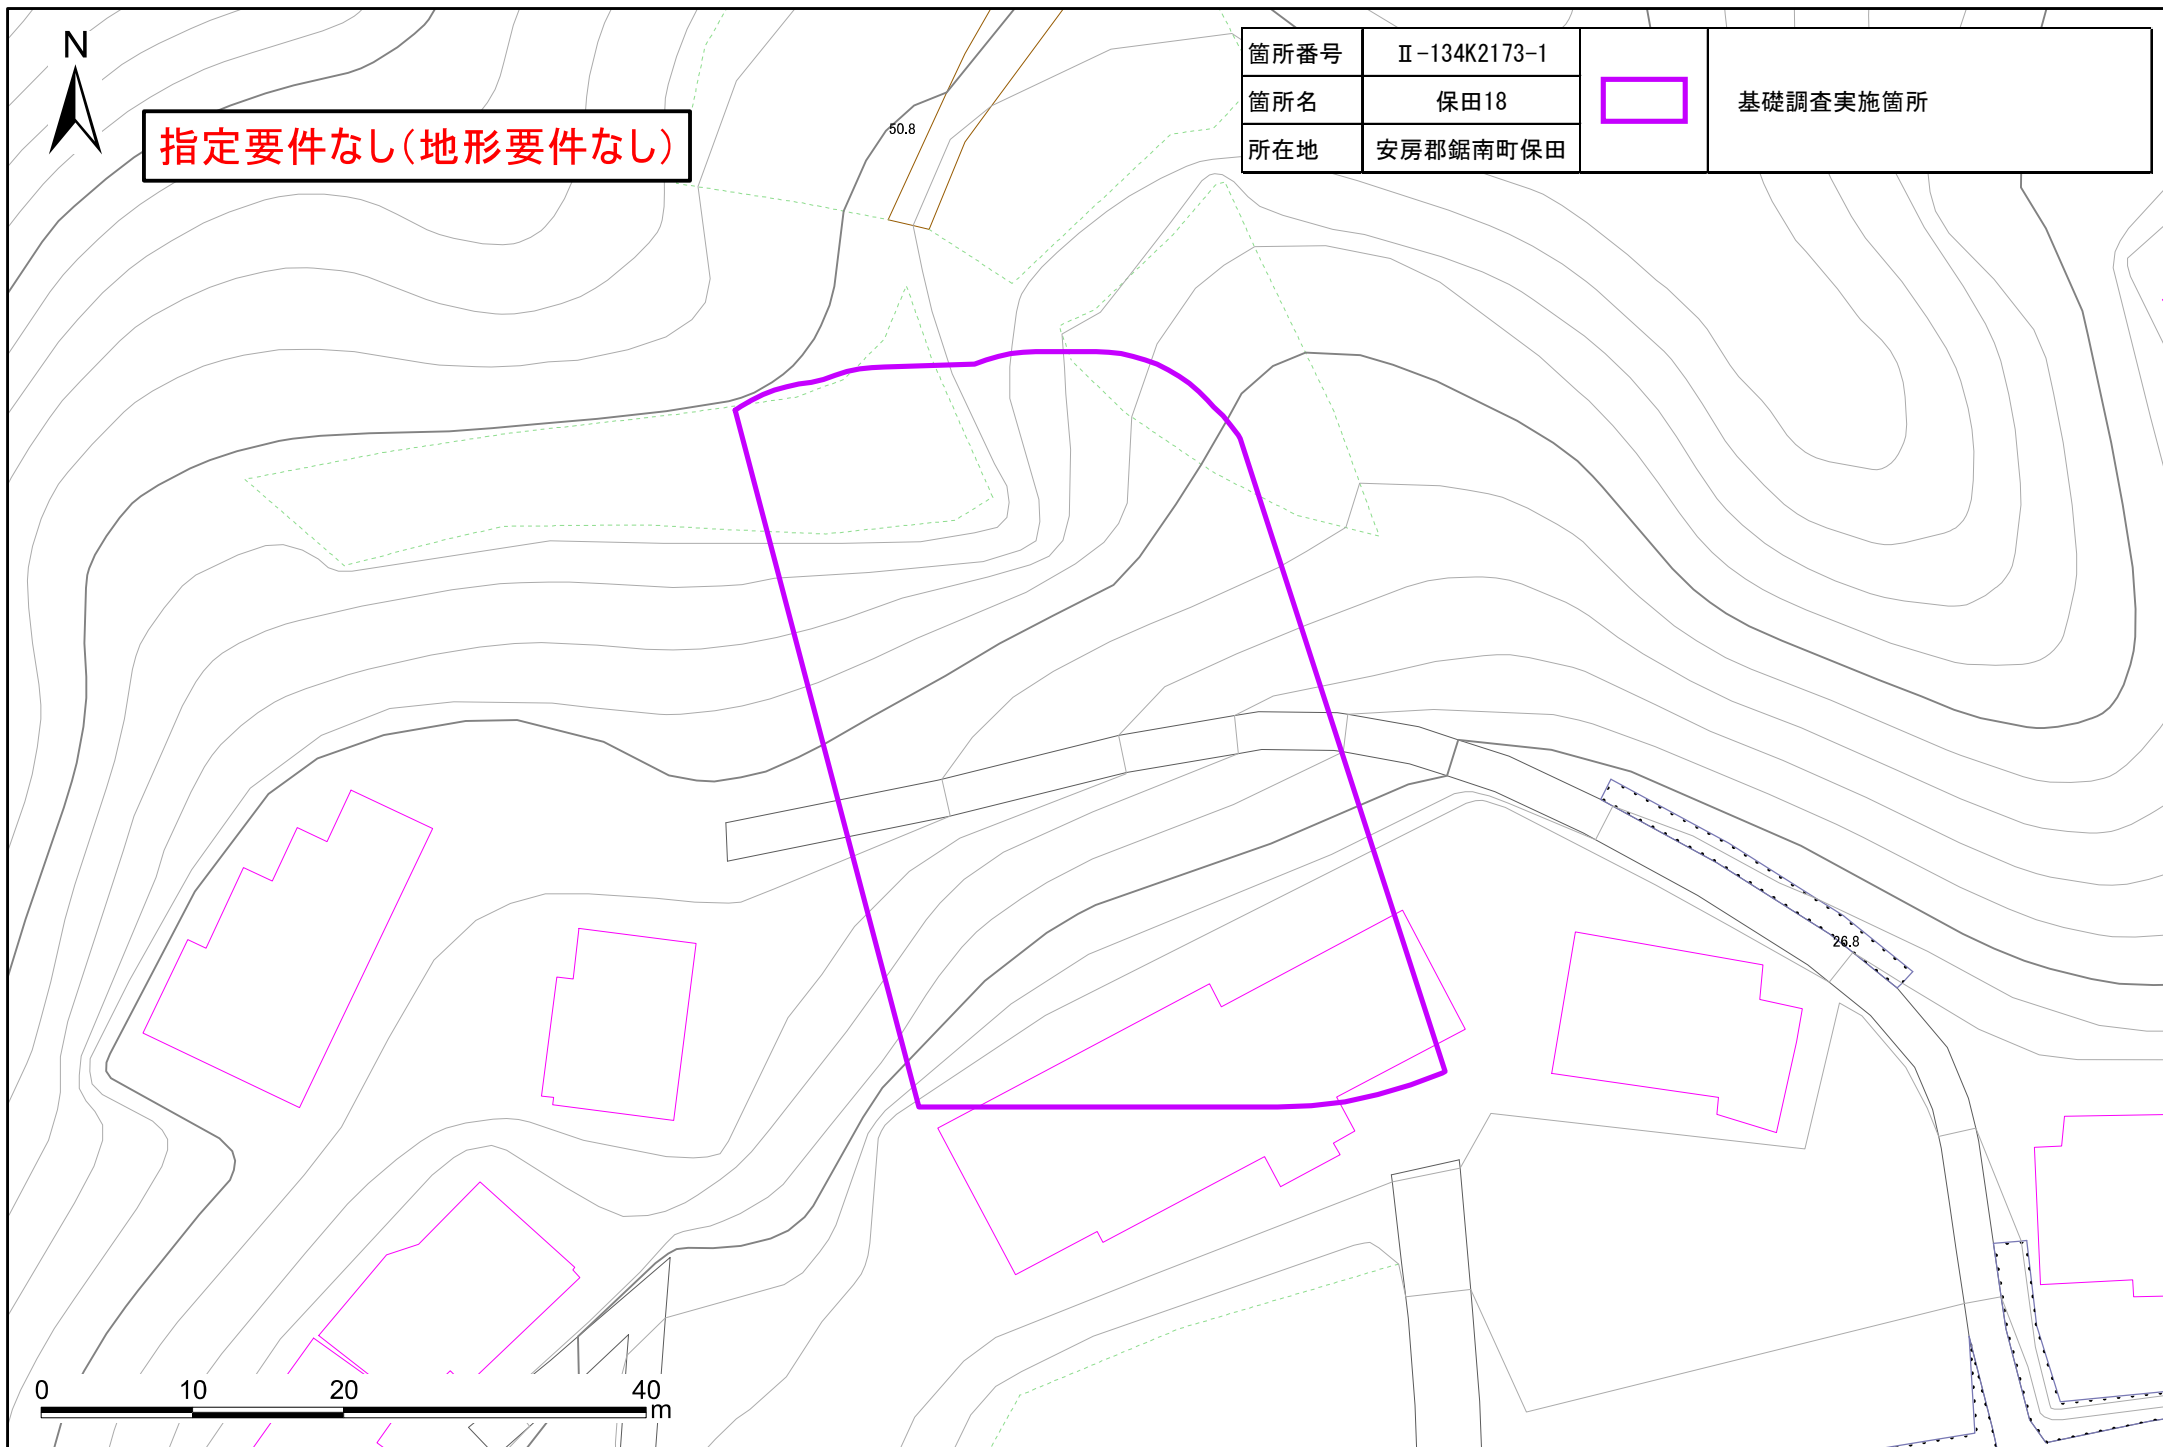 N
指定要件なし(地形要件なし)
箇所番号 Ⅱ-134K2173-1
箇所名 保田18
所在地 安房郡鋸南町保田
基礎調査実施箇所
50.8
26.8
0 10 20 40
m